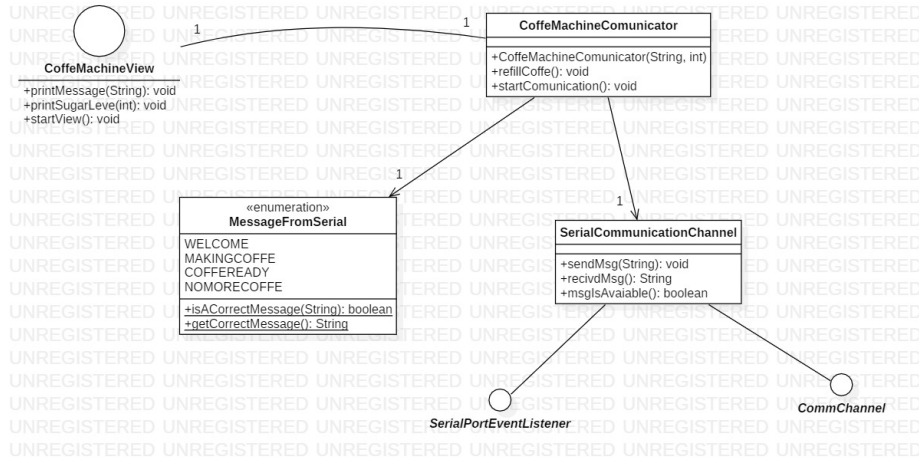 1
1
CoffeMachineComunicator
+CoffeMachineComunicator(String, int)
+refillCoffe(): void
+startComunication(): void
CoffeMachineView
+printMessage(String): void
+printSugarLeve(int): void
+startView(): void
1
1
«enumeration»
MessageFromSerial
WELCOME
MAKINGCOFFE
COFFEREADY
NOMORECOFFE
+isACorrectMessage(String): boolean
+getCorrectMessage(): String
SerialCommunicationChannel
+sendMsg(String): void
+recivdMsg(): String
+msgIsAvaiable(): boolean
SerialPortEventListener
CommChannel
UNREGISTERED